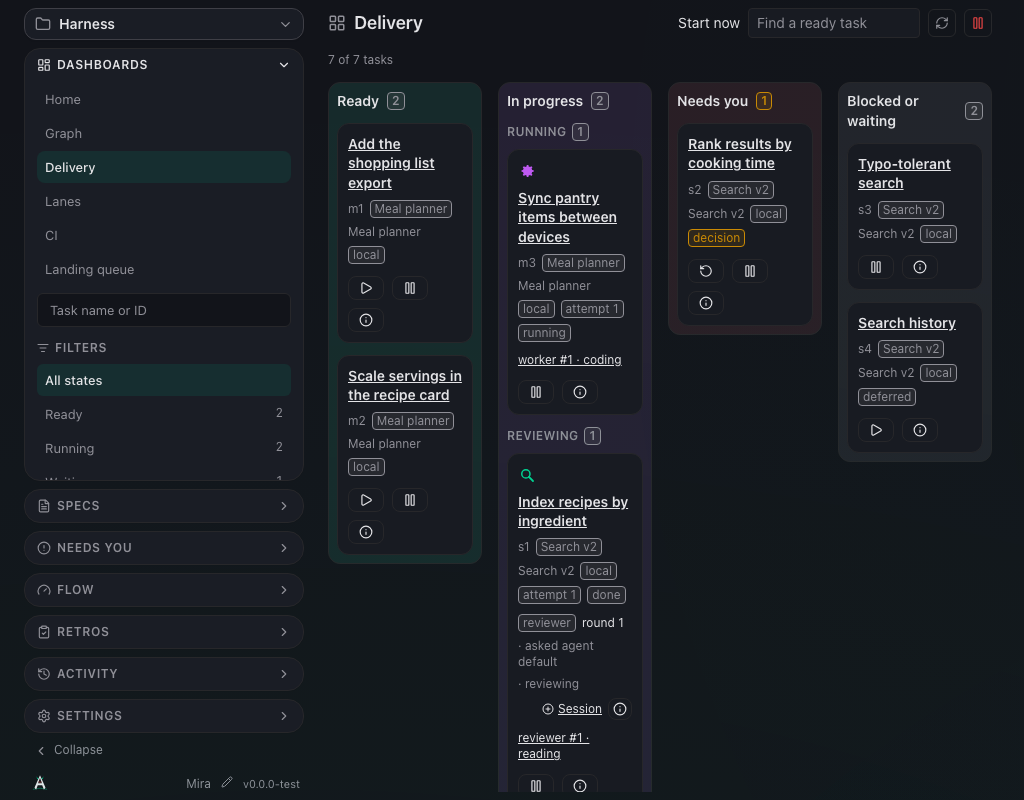 Harness
DASHBOARDS
Home
Graph
Delivery
Lanes
CI
Landing queue
Task name or ID
FILTERS
All states
Ready 2
Running 2
SPECS
NEEDS YOU
FLOW
RETROS
ACTIVITY
SETTINGS
Collapse
A Mira v0.0.0-test
Delivery
Start now Find a ready task
7 of 7 tasks
Ready 2
Add the
shopping list
export
m1 Meal planner
Meal planner
local
Scale servings in
the recipe card
m2 Meal planner
Meal planner
local
In progress 2
RUNNING 1
Sync pantry
items between
devices
m3 Meal planner
Meal planner
local attempt 1
running
worker #1 · coding
REVIEWING 1
Index recipes by
ingredient
s1 Search v2
Search v2 local
attempt 1 done
reviewer round 1
· asked agent
default
· reviewing
Session
reviewer #1 ·
reading
Needs you 1
Rank results by
cooking time
s2 Search v2
Search v2 local
decision
Blocked or
waiting 2
Typo-tolerant
search
s3 Search v2
Search v2 local
Search history
s4 Search v2
Search v2 local
deferred